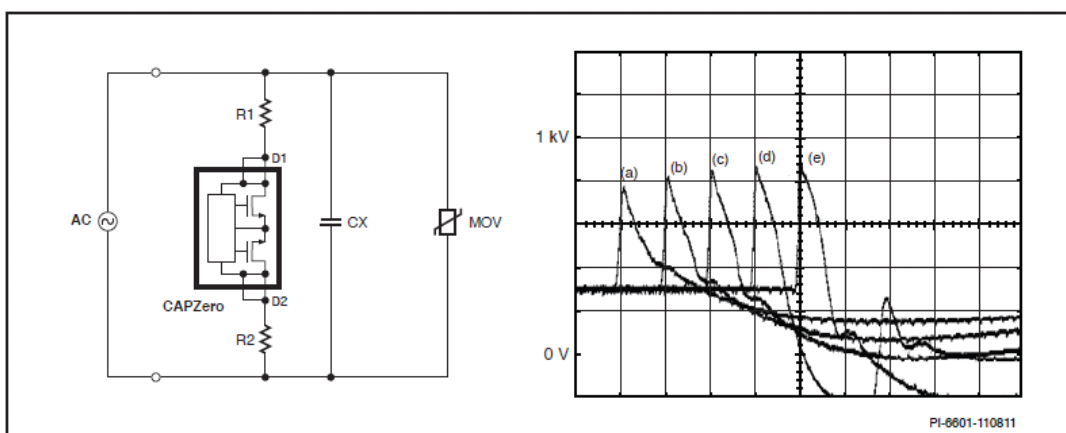 R1
D1
AC
CX
MOV
CAPZero
D2
R2
1 kV
(a)
(b)
(c)
(d)
(e)
0 V
PI-6601-110811